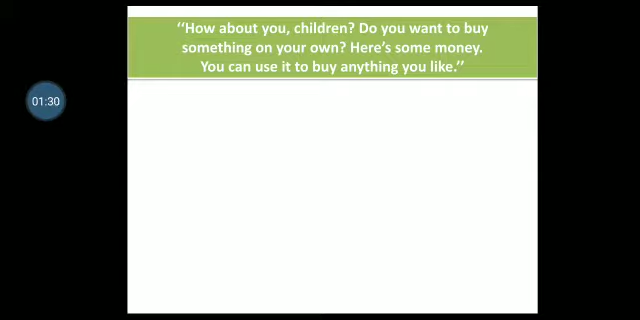 ‘‘How about you, children? Do you want to buy
something on your own? Here’s some money.
You can use it to buy anything you like.’’
01:30